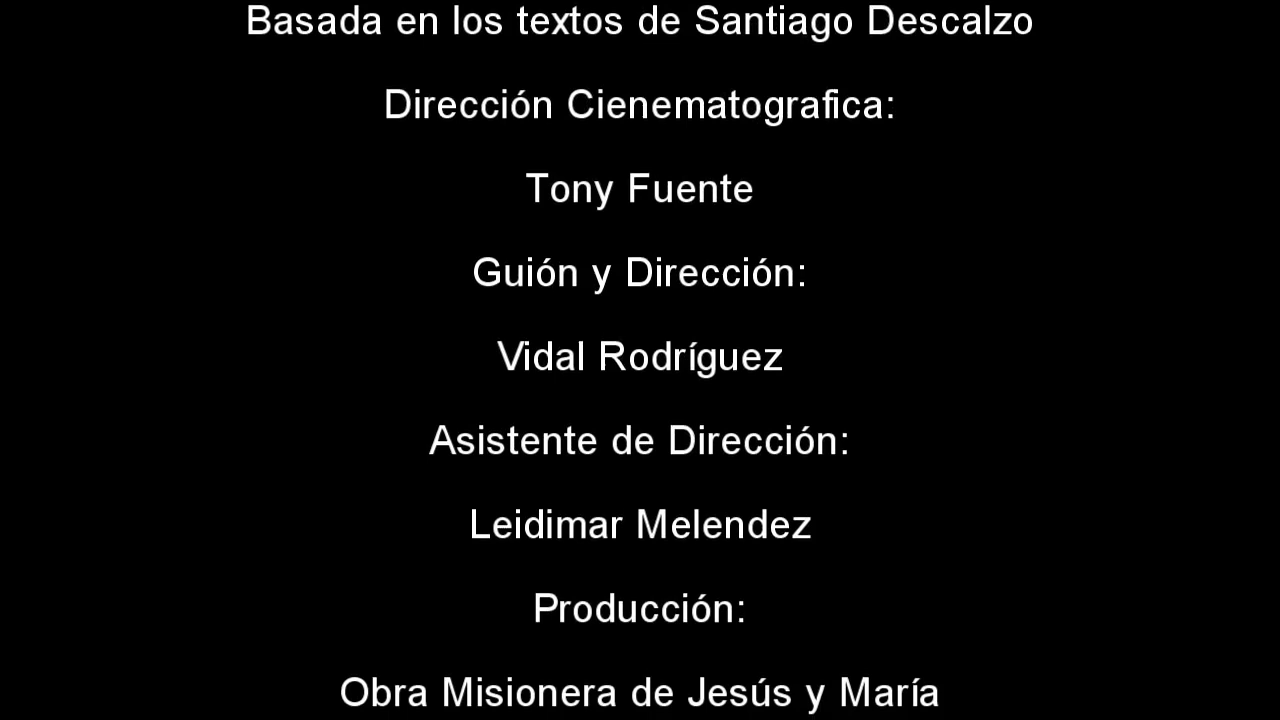 Basada en los textos de Santiago Descalzo
Dirección Cienematografica:
Tony Fuente
Guión y Dirección:
Vidal Rodríguez
Asistente de Dirección:
Leidimar Melendez
Producción:
Obra Misionera de Jesús y María